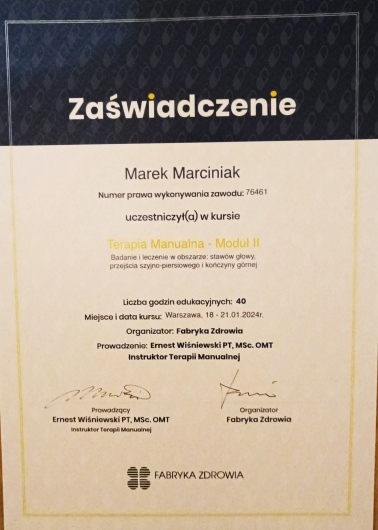 Zaświadczenie
Marek Marciniak
Numer prawa wykonywania zawodu: 76461
uczestniczył(a) w kursie
Terapia Manualna - Moduł II
Badanie i leczenie w obszarze: stawów głowy,
przejścia szyjno-piersiowego i kończyny górnej
Liczba godzin edukacyjnych: 40
Miejsce i data kursu: Warszawa, 18 - 21.01.2024r.
Organizator: Fabryka Zdrowia
Prowadzenie: Ernest Wiśniewski PT, MSc. OMT
Instruktor Terapii Manualnej
Prowadzący
Ernest Wiśniewski PT, MSc. OMT
Instruktor Terapii Manualnej
Organizator
Fabryka Zdrowia
FABRYKA ZDROWIA